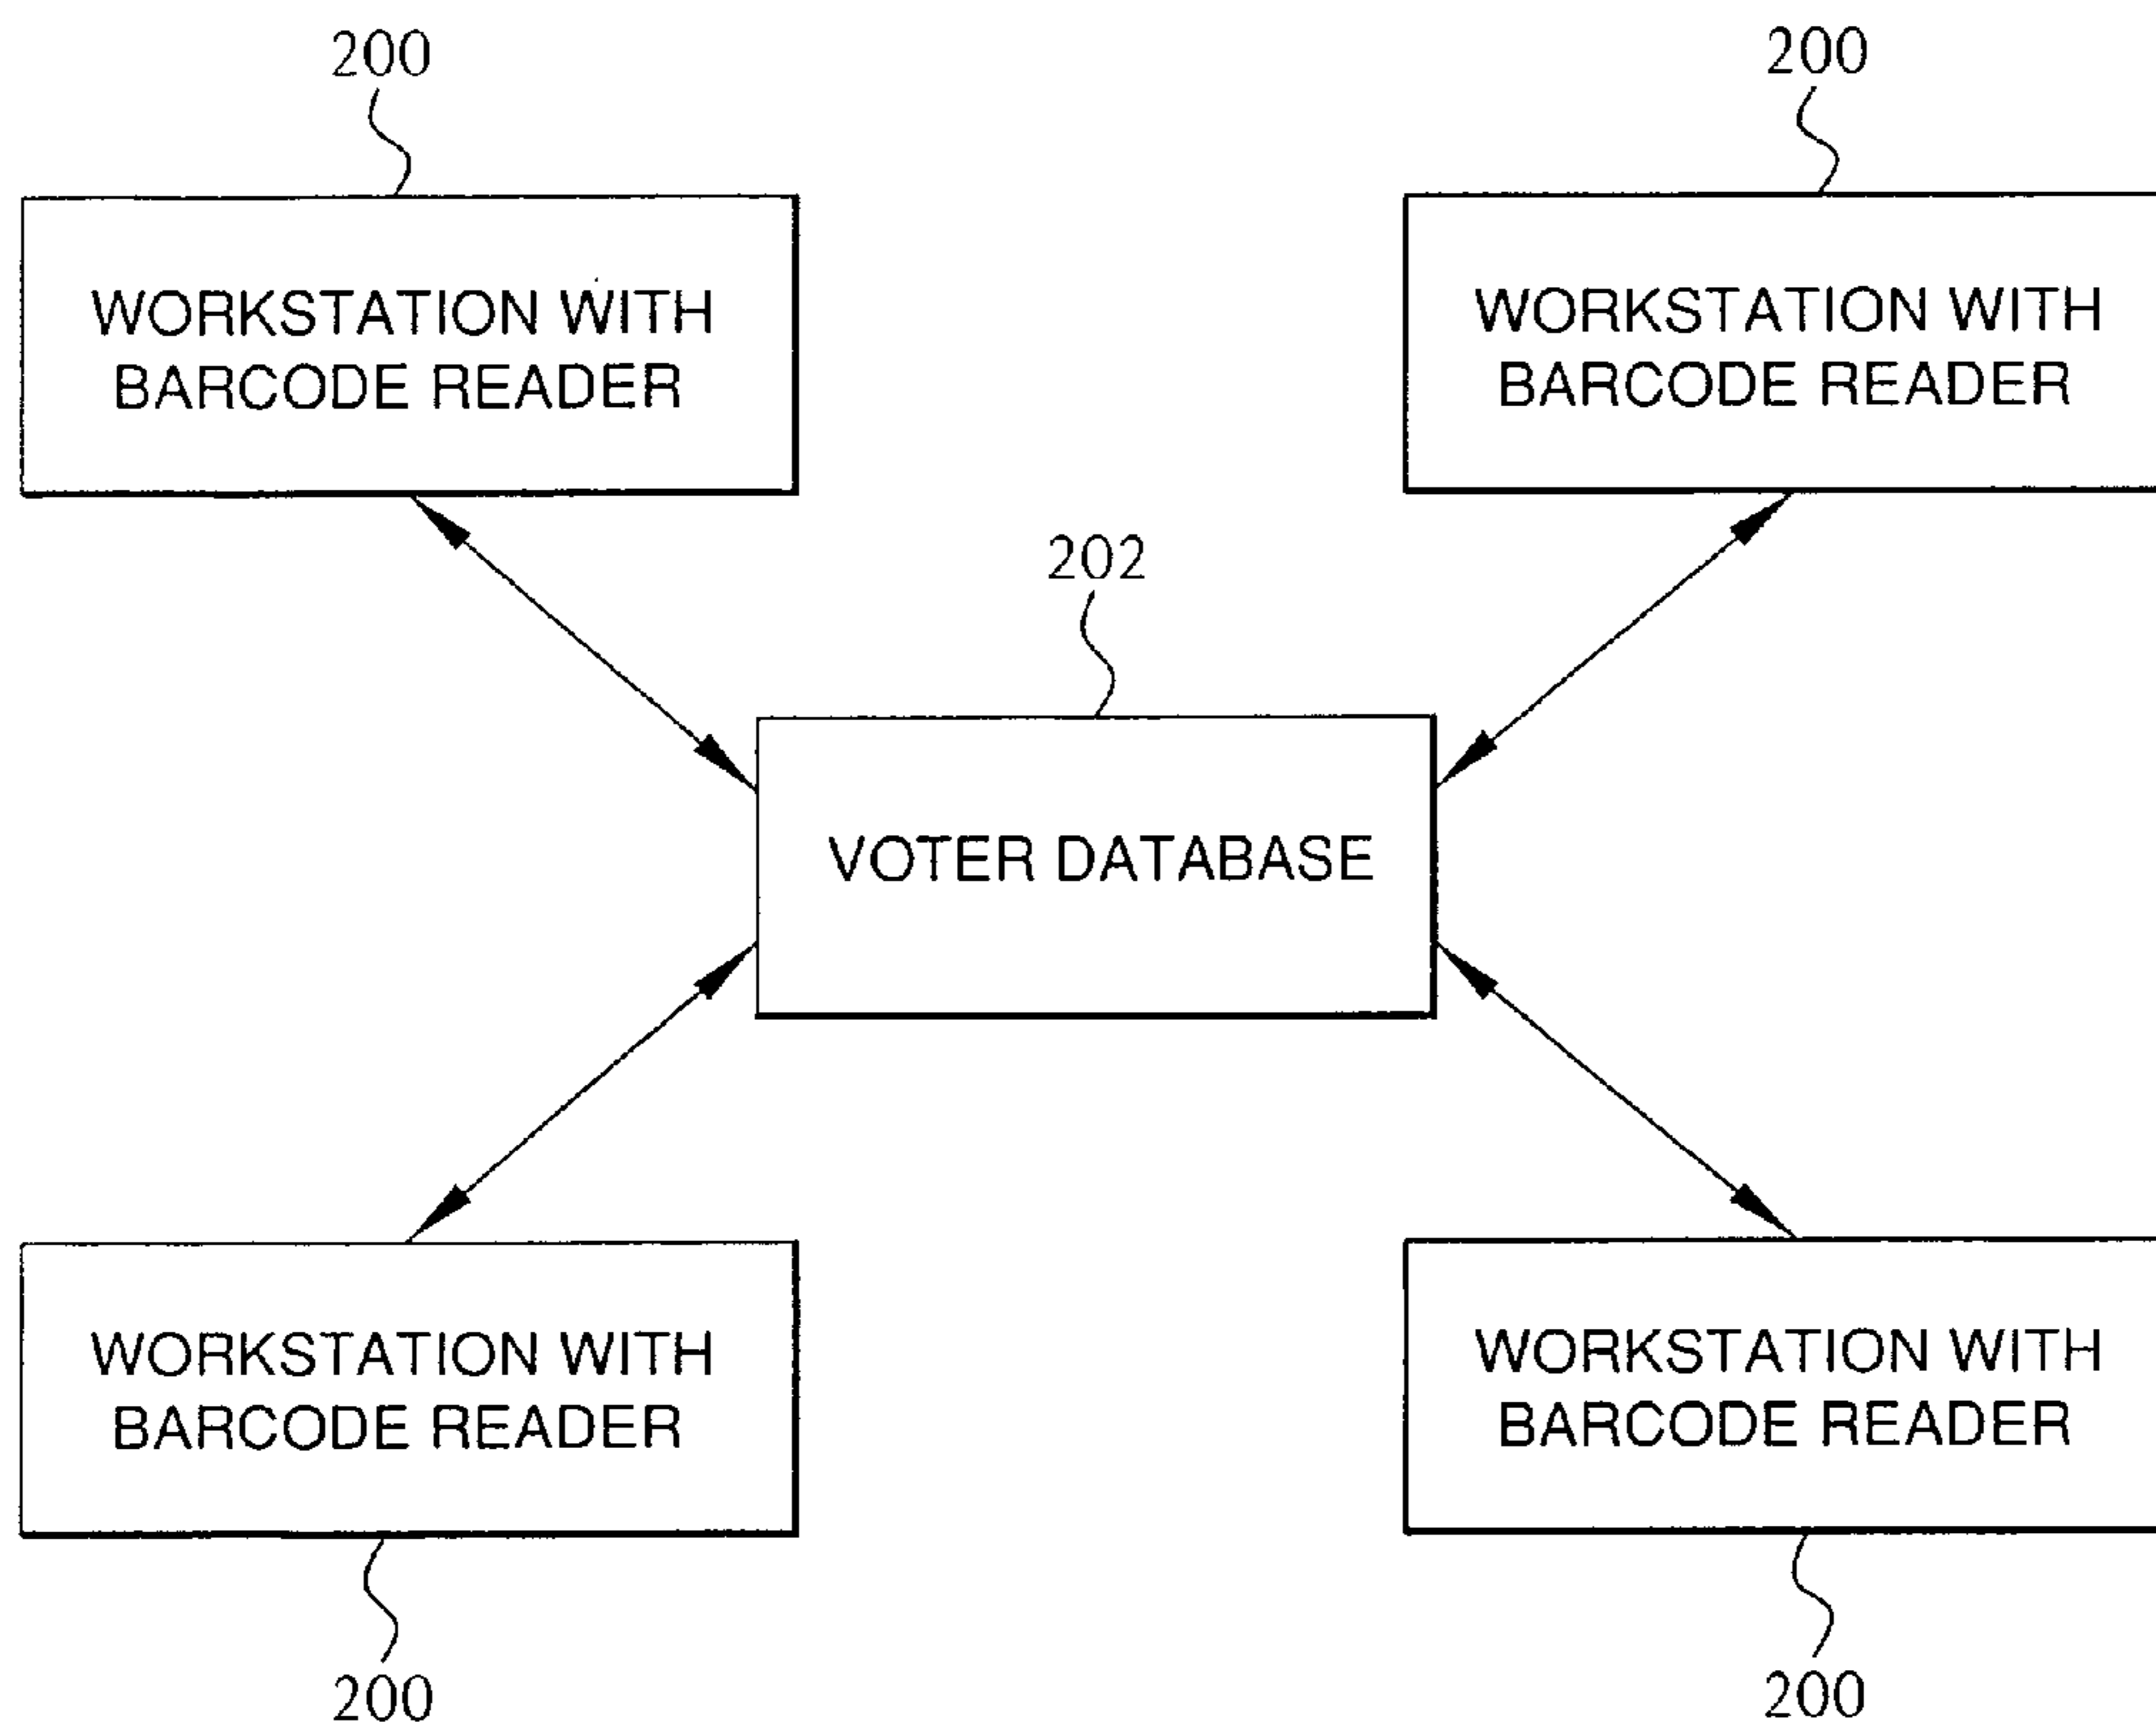 200
200
WORKSTATION WITH
BARCODE READER
WORKSTATION WITH
BARCODE READER
202
VOTER DATABASE
WORKSTATION WITH
BARCODE READER
WORKSTATION WITH
BARCODE READER
200
200